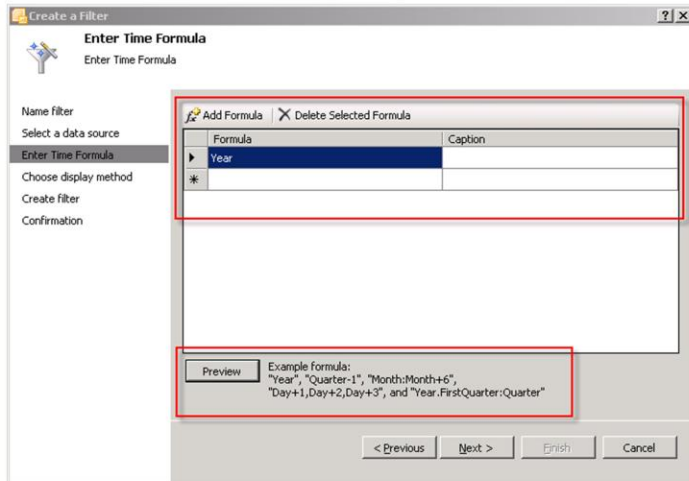 Create a Filter
Enter Time Formula
Enter Time Formula
Name filter
Select a data source
Enter Time Formula
Choose display method
Create filter
Confirmation
Add Formula Delete Selected Formula
Formula Caption
Year
Preview
Example formula:
"Year", "Quarter-1", "Month:Month+6",
"Day+1,Day+2,Day+3", and "Year.FirstQuarter:Quarter"
< Previous Next > Finish Cancel